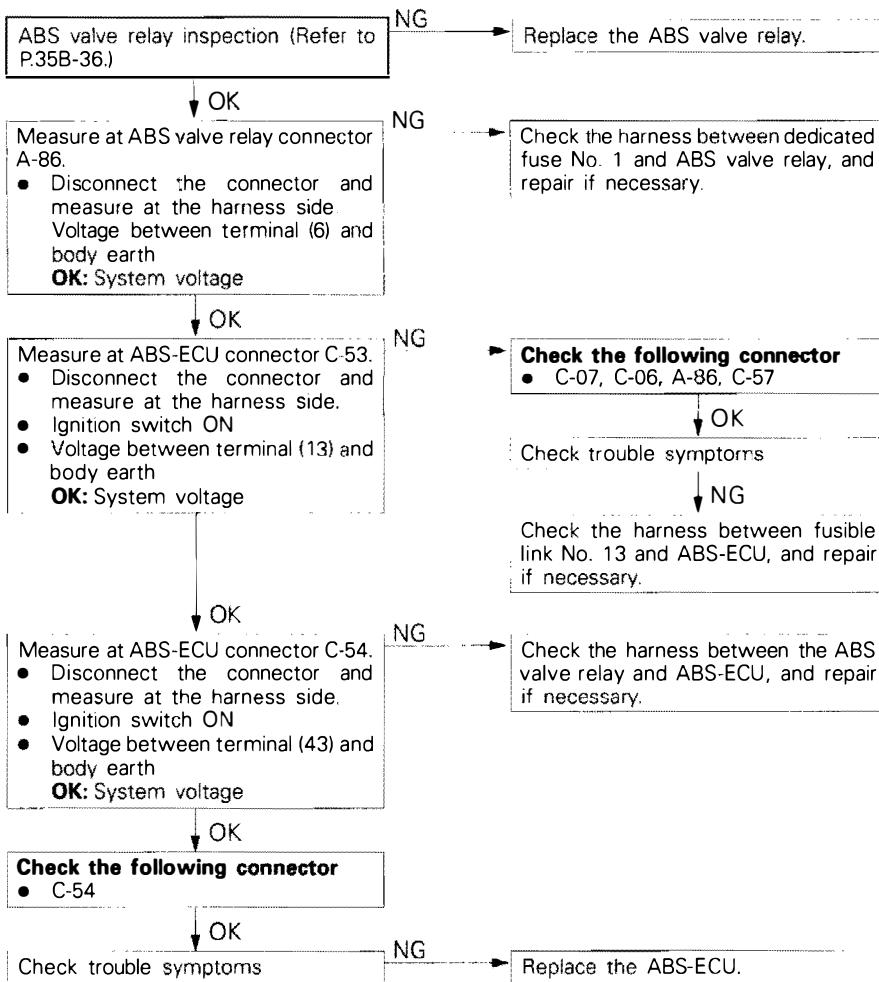 ABS valve relay inspection (Refer to
P.35B-36.)
NG
Replace the ABS valve relay.
OK
Measure at ABS valve relay connector
A-86.
● Disconnect the connector and
measure at the harness side.
Voltage between terminal (6) and
body earth
OK: System voltage
NG
Check the harness between dedicated
fuse No. 1 and ABS valve relay, and
repair if necessary.
OK
Measure at ABS-ECU connector C-53.
● Disconnect the connector and
measure at the harness side.
● Ignition switch ON
● Voltage between terminal (13) and
body earth
OK: System voltage
NG
Check the following connector
● C-07, C-06, A-86, C-57
OK
Check trouble symptoms
NG
Check the harness between fusible
link No. 13 and ABS-ECU, and repair
if necessary.
OK
Measure at ABS-ECU connector C-54.
● Disconnect the connector and
measure at the harness side.
● Ignition switch ON
● Voltage between terminal (43) and
body earth
OK: System voltage
NG
Check the harness between the ABS
valve relay and ABS-ECU, and repair
if necessary.
OK
Check the following connector
● C-54
OK
Check trouble symptoms
NG
Replace the ABS-ECU.